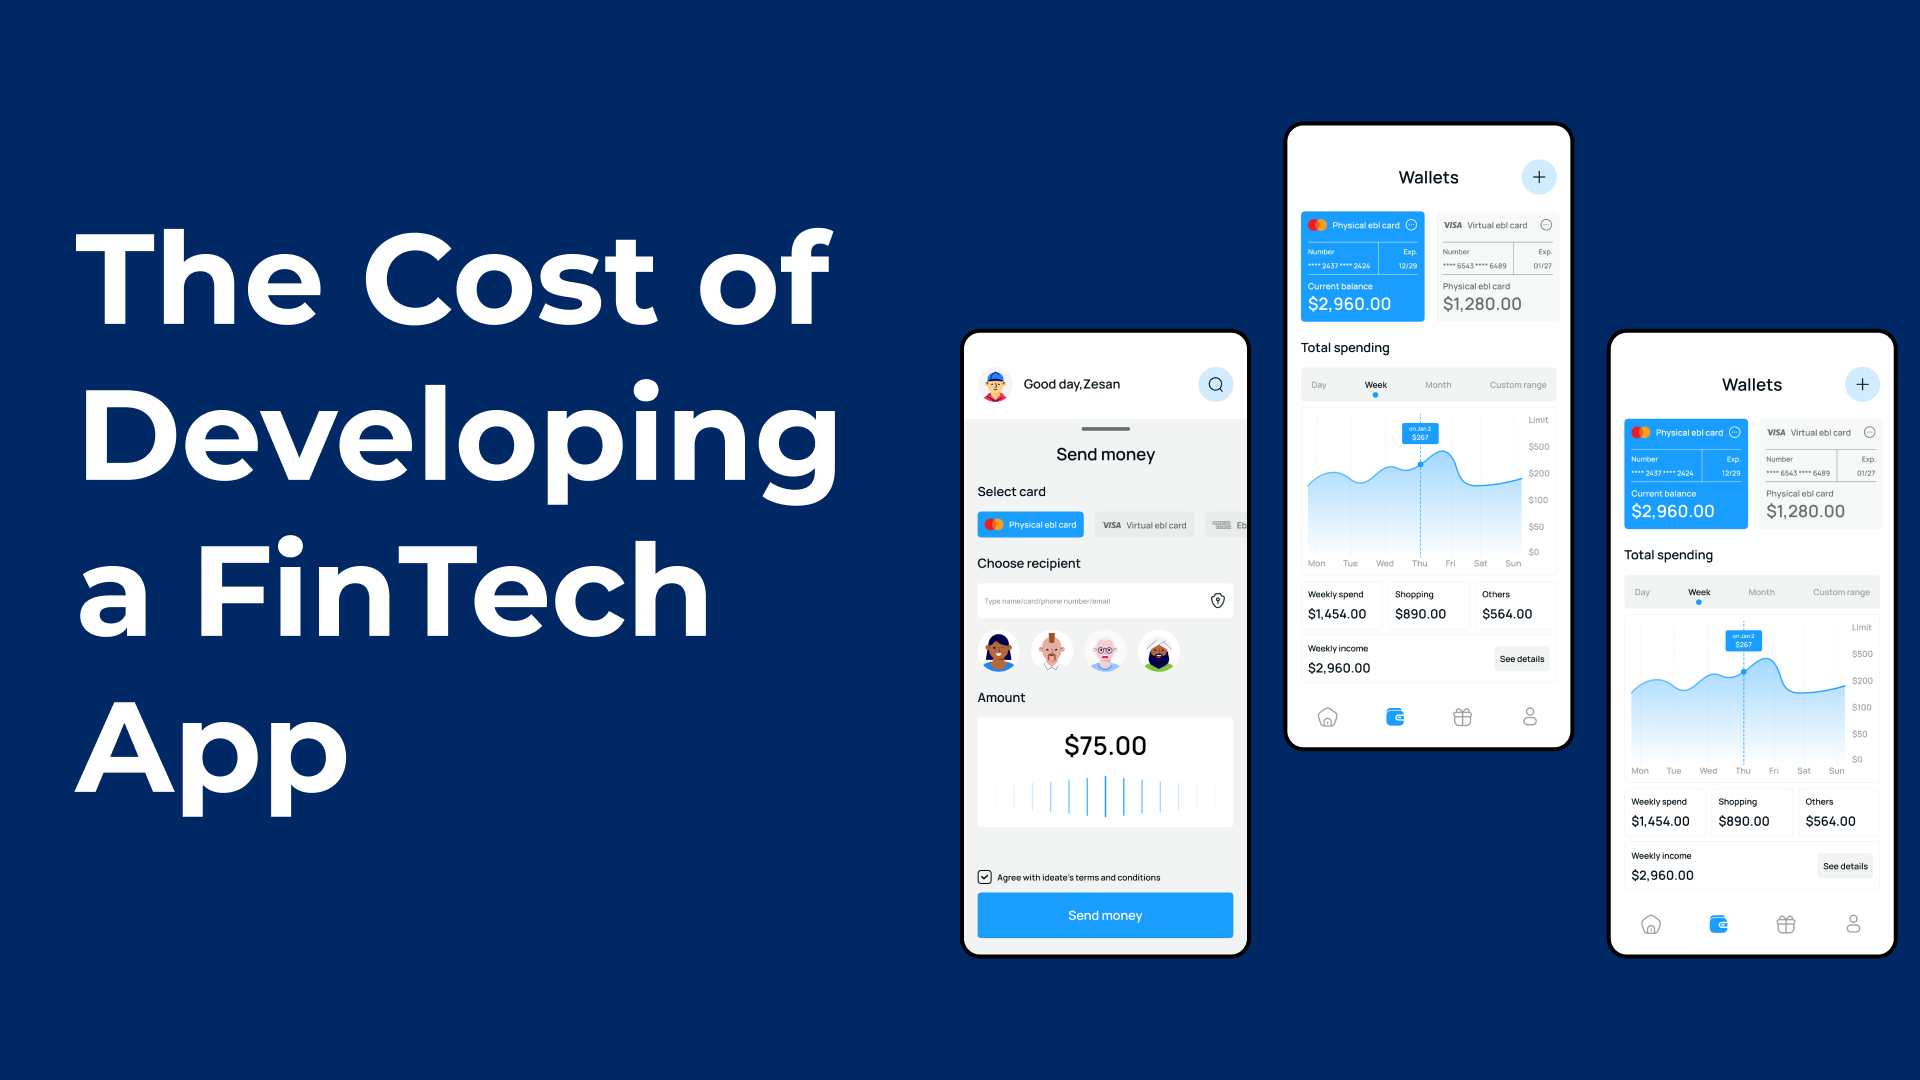 The Cost of
Developing
a FinTech
App
Good day,Zesan
Send money
Select card
Physical ebl card
VISA Virtual ebl card
Eb
Choose recipient
Type name/card/phone number/email
Amount
$75.00
Agree with ideate's terms and conditions
Send money
Wallets
Physical ebl card
Number Exp.
**** 2437 **** 2424 12/29
Current balance
$2,960.00
VISA Virtual ebl card
Number Exp.
**** 6543 **** 6489 01/27
Physical ebl card
$1,280.00
Total spending
Day Week Month Custom range
on Jan 2
$267
Limit
$500
$200
$100
$50
$0
Mon Tue Wed Thu Fri Sat Sun
Weekly spend
$1,454.00
Shopping
$890.00
Others
$564.00
Weekly income
$2,960.00
See details
Wallets
Physical ebl card
Number Exp.
**** 2437 **** 2424 12/29
Current balance
$2,960.00
VISA Virtual ebl card
Number Exp.
**** 6543 **** 6489 01/27
Physical ebl card
$1,280.00
Total spending
Day Week Month Custom range
on Jan 2
$267
Limit
$500
$200
$100
$50
$0
Mon Tue Wed Thu Fri Sat Sun
Weekly spend
$1,454.00
Shopping
$890.00
Others
$564.00
Weekly income
$2,960.00
See details